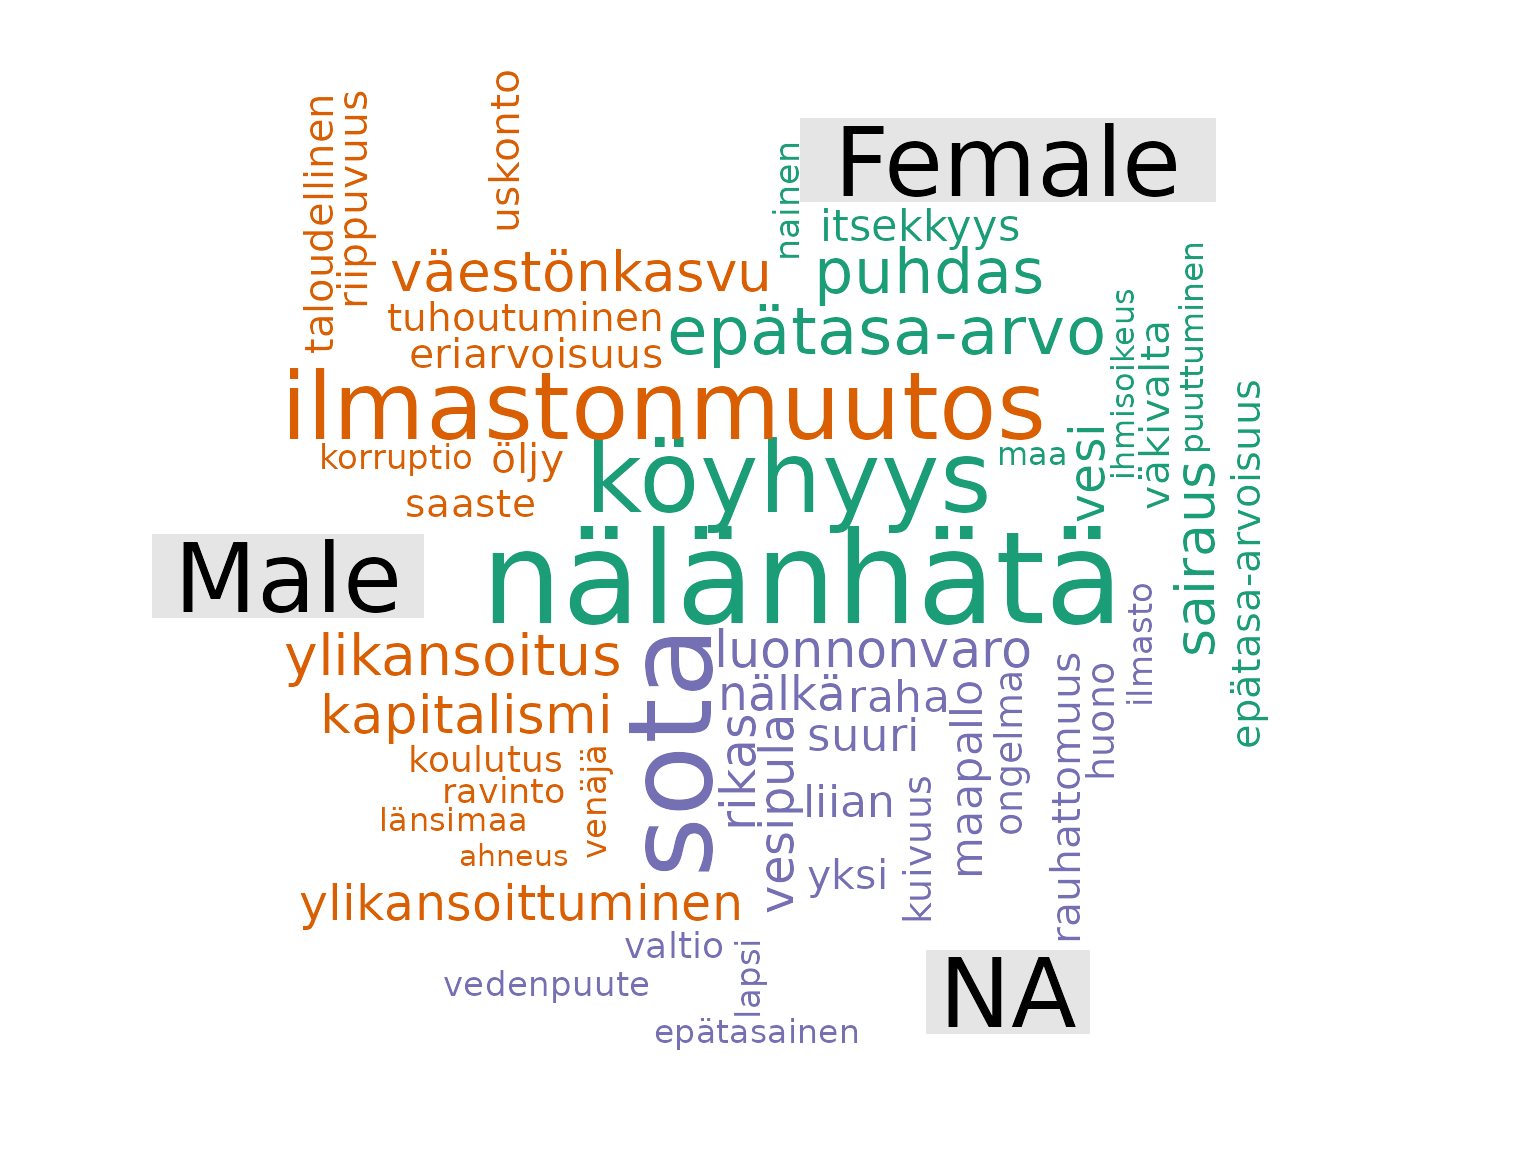 taloudellinen
riippuvuus
uskonto
nainen
Female
itsekkyys
väestönkasvu
puhdas
tuhoutuminen
epätasa-arvo
eriarvoisuus
ihmisoikeus
väkivalta
puuttuminen
ilmastonmuutos
korruptio
öljy
köyhyys
maa
vesi
sairaus
epätasa-arvoisuus
saaste
Male
nälänhätä
ylikansoitus
sota
luonnonvaro
ilmasto
nälkä
raha
kapitalismi
rikas
vesipula
suuri
maapallo
ongelma
rauhattomuus
huono
koulutus
venäjä
ravinto
liian
kuivuus
länsimaa
ahneus
yksi
ylikansoittuminen
valtio
lapsi
vedenpuute
NA
epätasainen